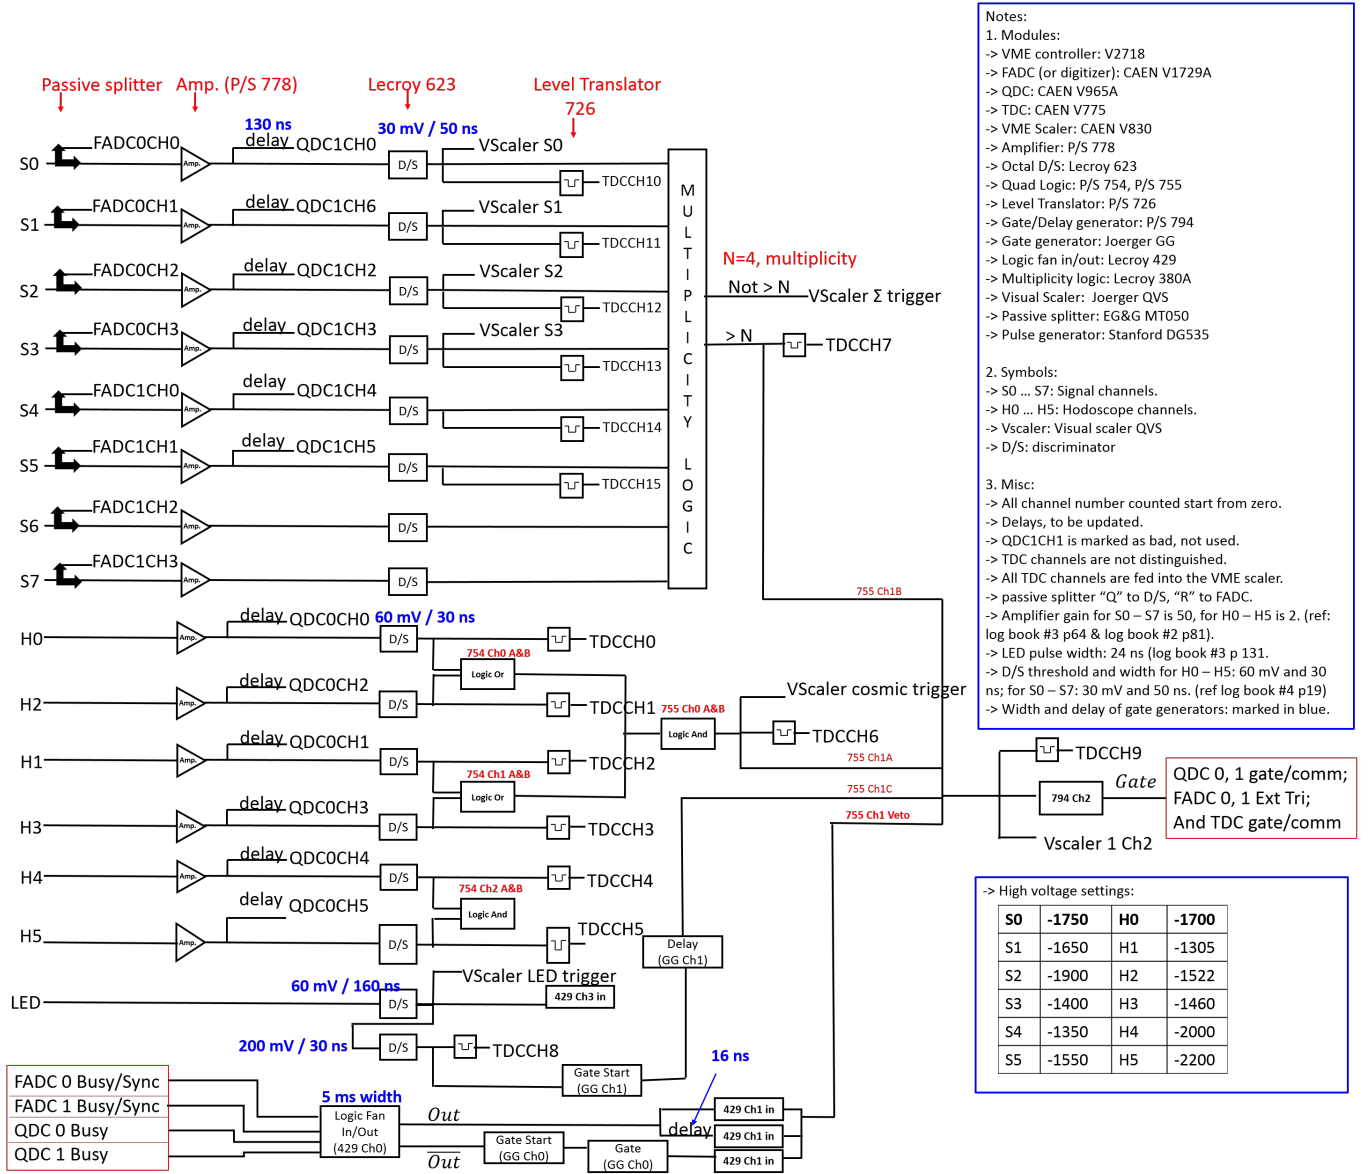 Notes:
1. Modules:
-> VME controller: V2718
-> FADC (or digitizer): CAEN V1729A
-> QDC: CAEN V965A
-> TDC: CAEN V775
-> VME Scaler: CAEN V830
-> Amplifier: P/S 778
-> Octal D/S: Lecroy 623
-> Quad Logic: P/S 754, P/S 755
-> Level Translator: P/S 726
-> Gate/Delay generator: P/S 794
-> Gate generator: Joerger GG
-> Logic fan in/out: Lecroy 429
-> Multiplicity logic: Lecroy 380A
-> Visual Scaler: Joerger QVS
-> Passive splitter: EG&G MT050
-> Pulse generator: Stanford DG535
2. Symbols:
-> S0 ... S7: Signal channels.
-> H0 ... H5: Hodoscope channels.
-> Vscaler: Visual scaler QVS
-> D/S: discriminator
3. Misc:
-> All channel number counted start from zero.
-> Delays, to be updated.
-> QDC1CH1 is marked as bad, not used.
-> TDC channels are not distinguished.
-> All TDC channels are fed into the VME scaler.
-> passive splitter “Q” to D/S, “R” to FADC.
-> Amplifier gain for S0 – S7 is 50, for H0 – H5 is 2. (ref:
log book #3 p64 & log book #2 p81).
-> LED pulse width: 24 ns (log book #3 p 131.
-> D/S threshold and width for H0 – H5: 60 mV and 30
ns; for S0 – S7: 30 mV and 50 ns. (ref log book #4 p19)
-> Width and delay of gate generators: marked in blue.
Passive splitter Amp. (P/S 778) Lecroy 623 Level Translator
726
130 ns 30 mV / 50 ns
S0 FADC0CH0 Amp. delay QDC1CH0 D/S VScaler S0 TDCCH10
S1 FADC0CH1 Amp. delay QDC1CH6 D/S VScaler S1 TDCCH11
S2 FADC0CH2 Amp. delay QDC1CH2 D/S VScaler S2 TDCCH12
S3 FADC0CH3 Amp. delay QDC1CH3 D/S VScaler S3 TDCCH13
S4 FADC1CH0 Amp. delay QDC1CH4 D/S TDCCH14
S5 FADC1CH1 Amp. delay QDC1CH5 D/S TDCCH15
S6 FADC1CH2 Amp. D/S
S7 FADC1CH3 Amp. D/S
MULTIPLICITY LOGIC
N=4, multiplicity
Not > N VScaler Σ trigger
> N TDCCH7
755 Ch1B
H0 Amp. delay QDC0CH0 60 mV / 30 ns D/S TDCCH0
754 Ch0 A&B
Logic Or
H2 Amp. delay QDC0CH2 D/S TDCCH1
H1 Amp. delay QDC0CH1 D/S TDCCH2
754 Ch1 A&B
Logic Or
H3 Amp. delay QDC0CH3 D/S TDCCH3
755 Ch0 A&B
Logic And
VScaler cosmic trigger
TDCCH6
755 Ch1A
755 Ch1C
755 Ch1 Veto
H4 Amp. delay QDC0CH4 D/S TDCCH4
754 Ch2 A&B
Logic And
H5 Amp. delay QDC0CH5 D/S TDCCH5
TDCCH9
794 Ch2
Gate
Vscaler 1 Ch2
QDC 0, 1 gate/comm;
FADC 0, 1 Ext Tri;
And TDC gate/comm
Delay
(GG Ch1)
LED 60 mV / 160 ns D/S VScaler LED trigger
429 Ch3 in
200 mV / 30 ns D/S TDCCH8
Gate Start
(GG Ch1)
FADC 0 Busy/Sync
FADC 1 Busy/Sync
QDC 0 Busy
QDC 1 Busy
5 ms width
Logic Fan
In/Out
(429 Ch0)
Out
Out
Gate Start
(GG Ch0)
Gate
(GG Ch0)
16 ns
delay
429 Ch1 in
429 Ch1 in
429 Ch1 in
-> High voltage settings:
S0 -1750 H0 -1700
S1 -1650 H1 -1305
S2 -1900 H2 -1522
S3 -1400 H3 -1460
S4 -1350 H4 -2000
S5 -1550 H5 -2200